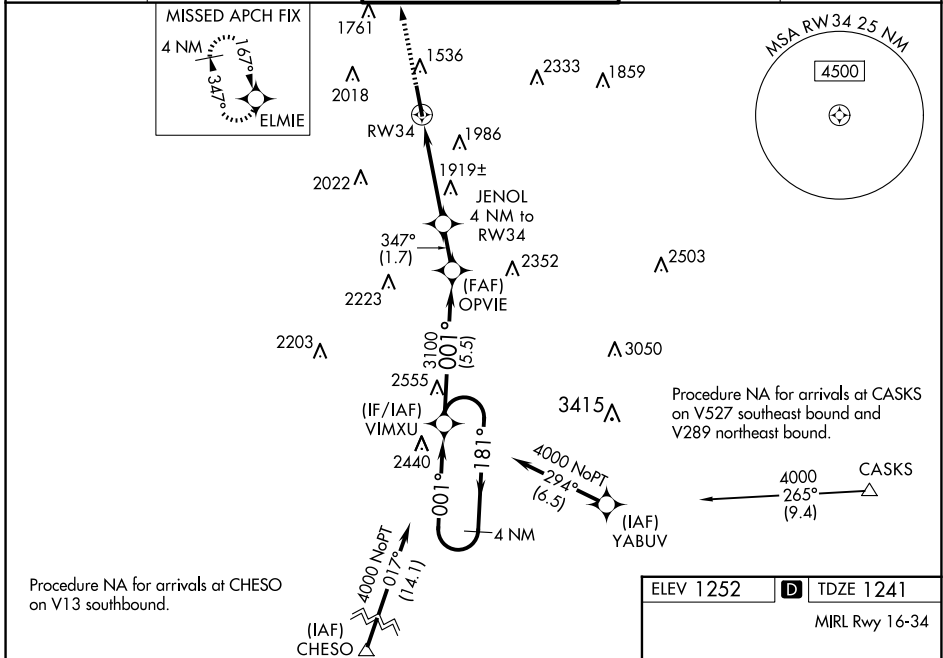 MISSED APCH FIX
4 NM
167°
347°
ELMIE
1761
1536
2018
2333
1859
MSA RW34 25 NM
4500
RW34
1986
1919±
2022
JENOL
4 NM to
RW34
347°
(1.7)
2352
2503
(FAF)
OPVIE
2223
3100
001°
(5.5)
2203
3050
2555
3415
Procedure NA for arrivals at CASKS
on V527 southeast bound and
V289 northeast bound.
(IF/IAF)
VIMXU
2440
181°
001°
4000 NoPT
294°
(6.5)
4000
265°
(9.4)
CASKS
4 NM
(IAF)
YABUV
4000 NoPT
017°
(14.1)
Procedure NA for arrivals at CHESO
on V13 southbound.
(IAF)
CHESO
ELEV 1252 D TDZE 1241
MIRL Rwy 16-34